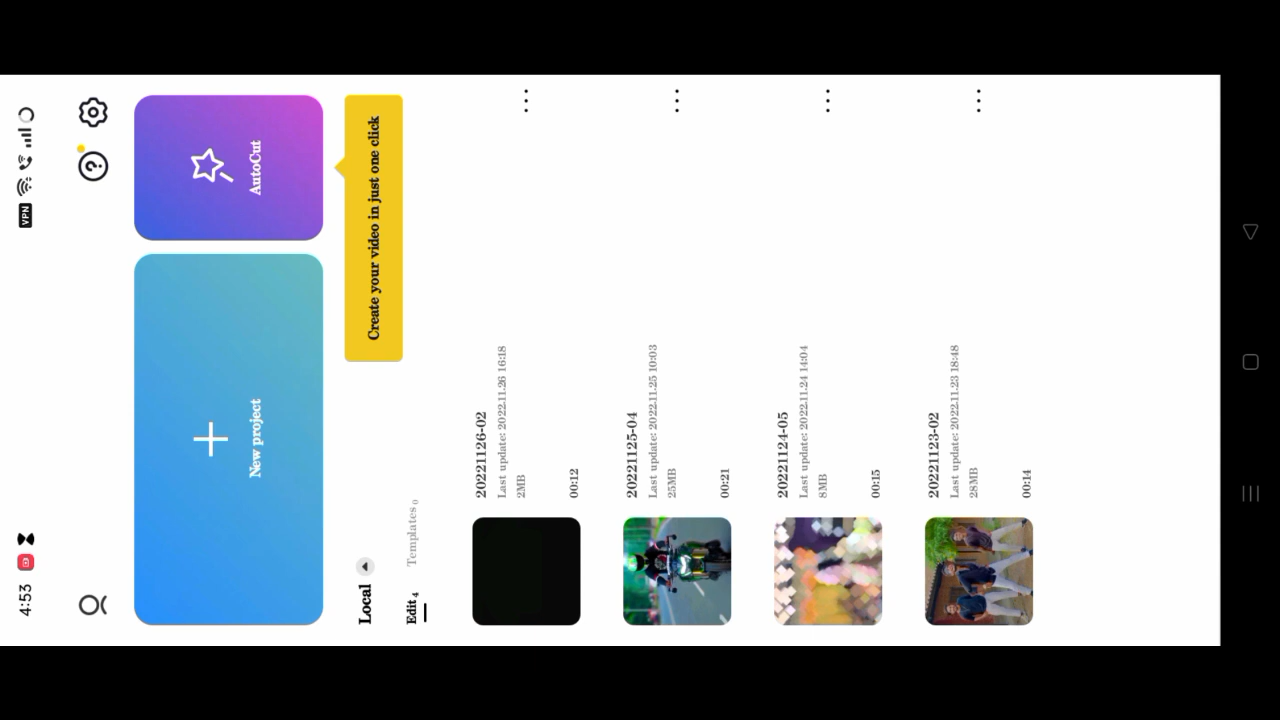 4:53
VPN
New project
AutoCut
Create your video in just one click
Local
Edit 4
Templates 0
20221126-02
Last update: 2022.11.26 16:18
2MB
00:12
20221125-04
Last update: 2022.11.25 10:03
25MB
00:21
20221124-05
Last update: 2022.11.24 14:04
8MB
00:15
20221123-02
Last update: 2022.11.23 18:48
28MB
00:14